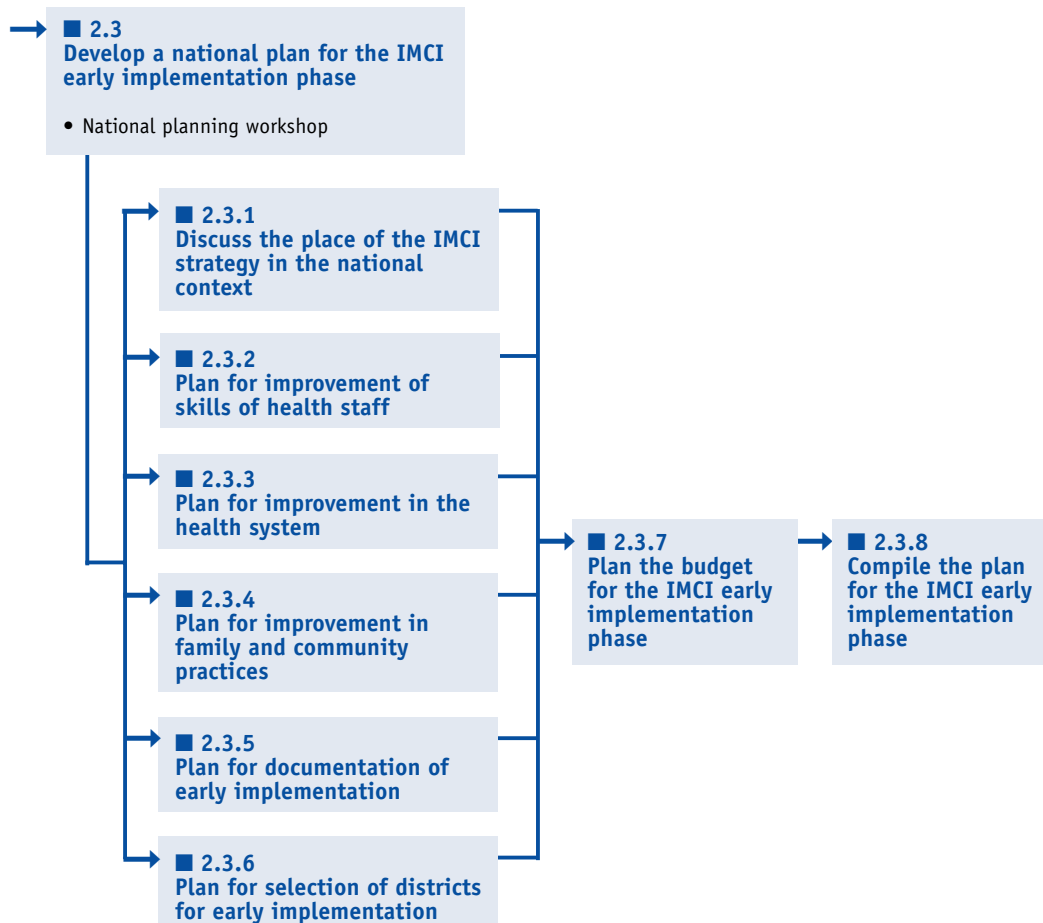 ■ 2.3
Develop a national plan for the IMCI
early implementation phase
• National planning workshop
■ 2.3.1
Discuss the place of the IMCI
strategy in the national
context
■ 2.3.2
Plan for improvement of
skills of health staff
■ 2.3.3
Plan for improvement in the
health system
■ 2.3.4
Plan for improvement in
family and community
practices
■ 2.3.5
Plan for documentation of
early implementation
■ 2.3.6
Plan for selection of districts
for early implementation
■ 2.3.7
Plan the budget
for the IMCI early
implementation
phase
■ 2.3.8
Compile the plan
for the IMCI early
implementation
phase